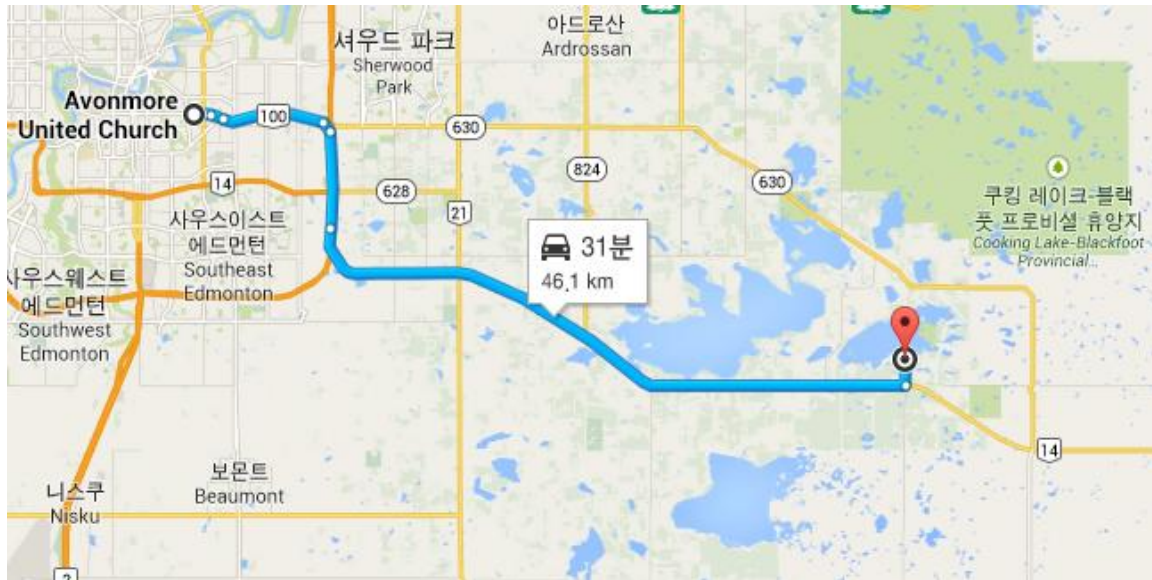 셔우드 파크
Sherwood
Park
아드로산
Ardrossan
Avonmore
United Church
100
630
824
630
14
628
21
쿠킹 레이크-블랙
풋 프로비셜 휴양지
Cooking Lake-Blackfoot
Provincial...
사우스이스트
에드먼턴
Southeast
Edmonton
31분
46.1 km
사우스웨스트
에드먼턴
Southwest
Edmonton
14
보몬트
Beaumont
니스쿠
Nisku
2